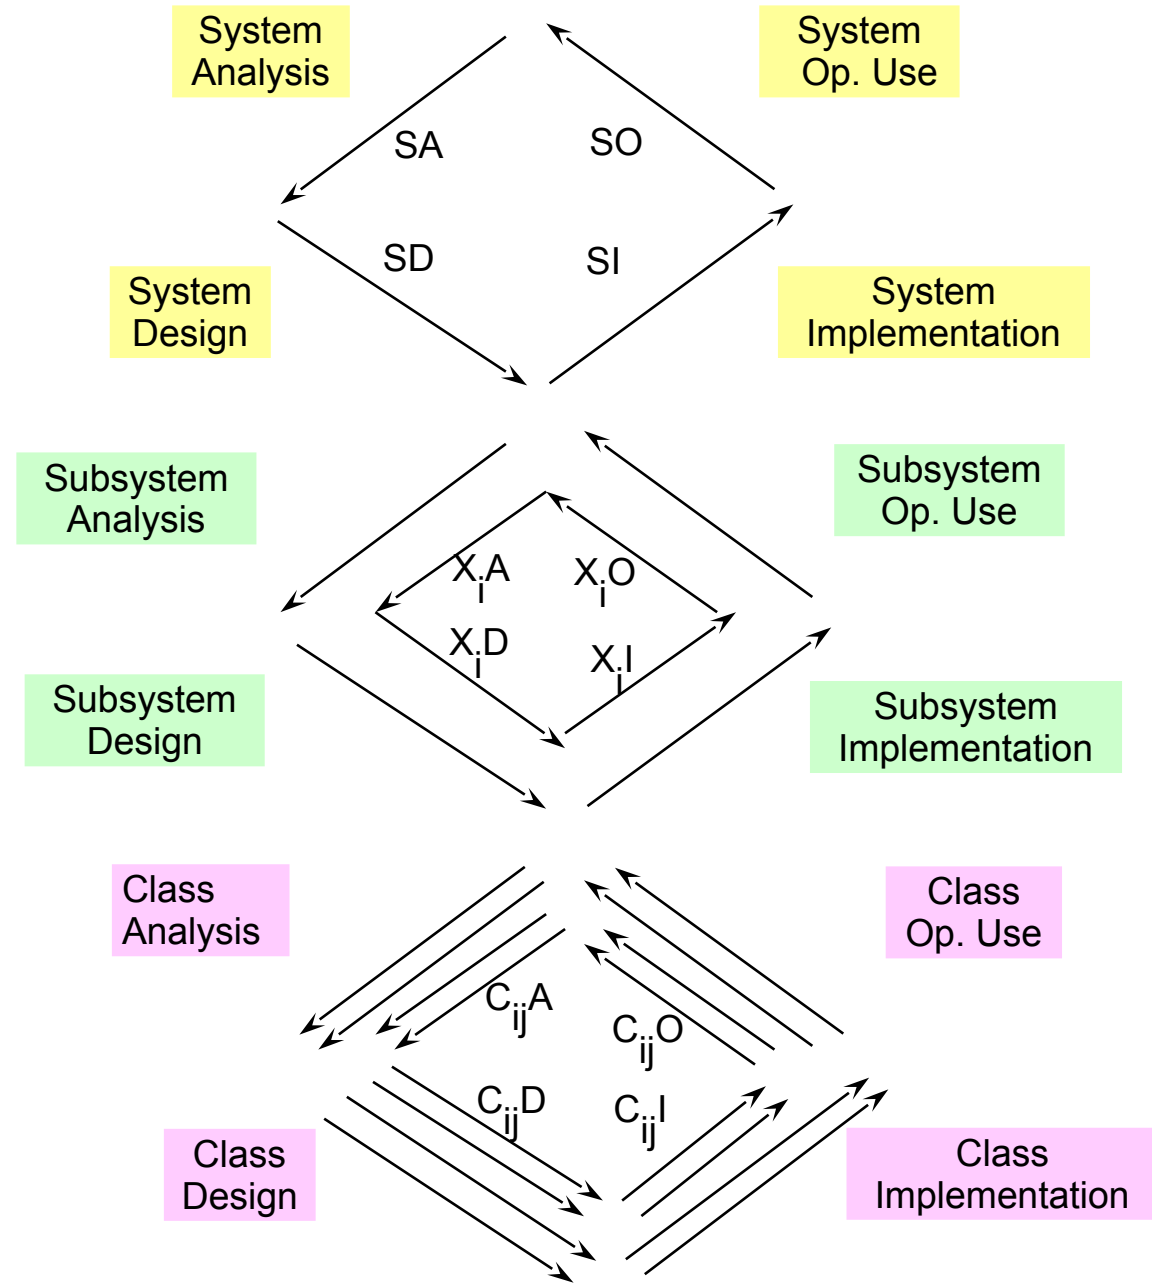 System
Analysis
System
Op. Use
SA
SO
SD
SI
System
Design
System
Implementation
Subsystem
Analysis
Subsystem
Op. Use
XiA
XiO
XiD
XiI
Subsystem
Design
Subsystem
Implementation
Class
Analysis
Class
Op. Use
CijA
CijO
CijD
CijI
Class
Design
Class
Implementation